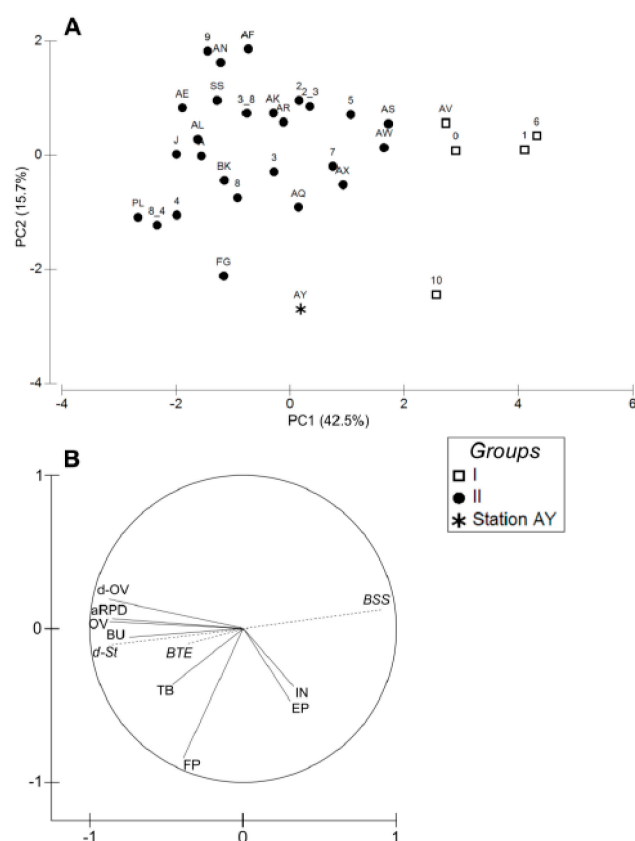 A
2
0
-2
-4
PC2 (15.7%)
9
AN
AF
AE
SS
3_8
AK
AR
2
2_3
5
AS
AV
0
1
6
AL
A
J
BK
3
7
AW
AX
PL
8_4
4
8
AQ
FG
AY
10
-4
-2
0
2
4
6
PC1 (42.5%)
B
Groups
I
II
Station AY
1
0
-1
d-OV
aRPD
OV
BU
d-St
BTE
BSS
TB
IN
EP
FP
-1
0
1